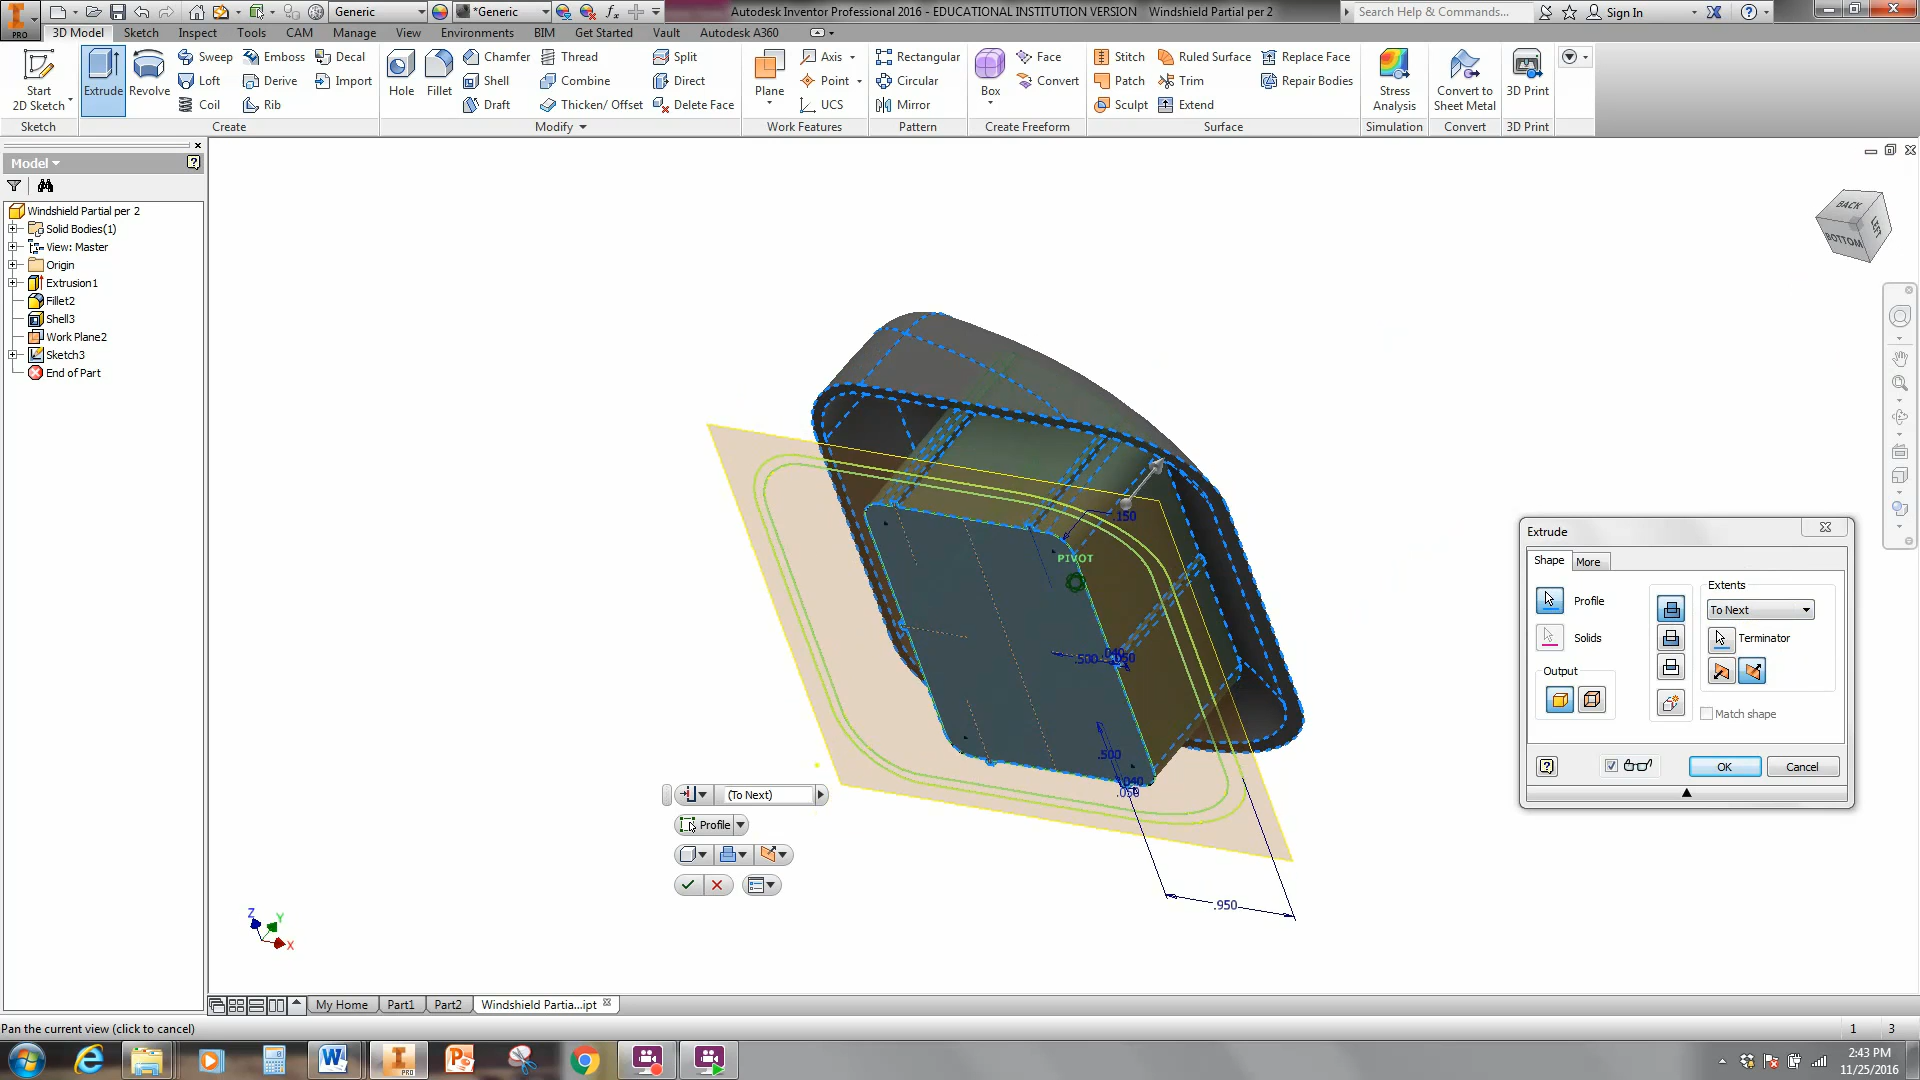 Generic
*Generic
Autodesk Inventor Professional 2016 - EDUCATIONAL INSTITUTION VERSION Windshield Partial per 2
Search Help & Commands...
Sign In
PRO
3D Model Sketch Inspect Tools CAM Manage View Environments BIM Get Started Vault Autodesk A360
Start
2D Sketch
Extrude
Revolve
Sweep
Loft
Coil
Emboss
Derive
Rib
Decal
Import
Hole
Fillet
Chamfer
Shell
Draft
Thread
Combine
Thicken/ Offset
Split
Direct
Delete Face
Plane
Axis
Point
UCS
Rectangular
Circular
Mirror
Box
Face
Convert
Stitch
Patch
Sculpt
Ruled Surface
Trim
Extend
Replace Face
Repair Bodies
Stress
Analysis
Convert to
Sheet Metal
3D Print
Sketch Create Modify Work Features Pattern Create Freeform Surface Simulation Convert 3D Print
Model
Windshield Partial per 2
Solid Bodies(1)
View: Master
Origin
Extrusion1
Fillet2
Shell3
Work Plane2
Sketch3
End of Part
BACK
LEFT
BOTTOM
.150
PIVOT
.500
.040
.050
.500
.040
.050
.950
(To Next)
Profile
Extrude
Shape More
Profile
Solids
Output
Extents
To Next
Terminator
Match shape
OK
Cancel
Z
Y
X
My Home Part1 Part2 Windshield Partia...ipt
Pan the current view (click to cancel)
1 3
PRO
2:43 PM
11/25/2016